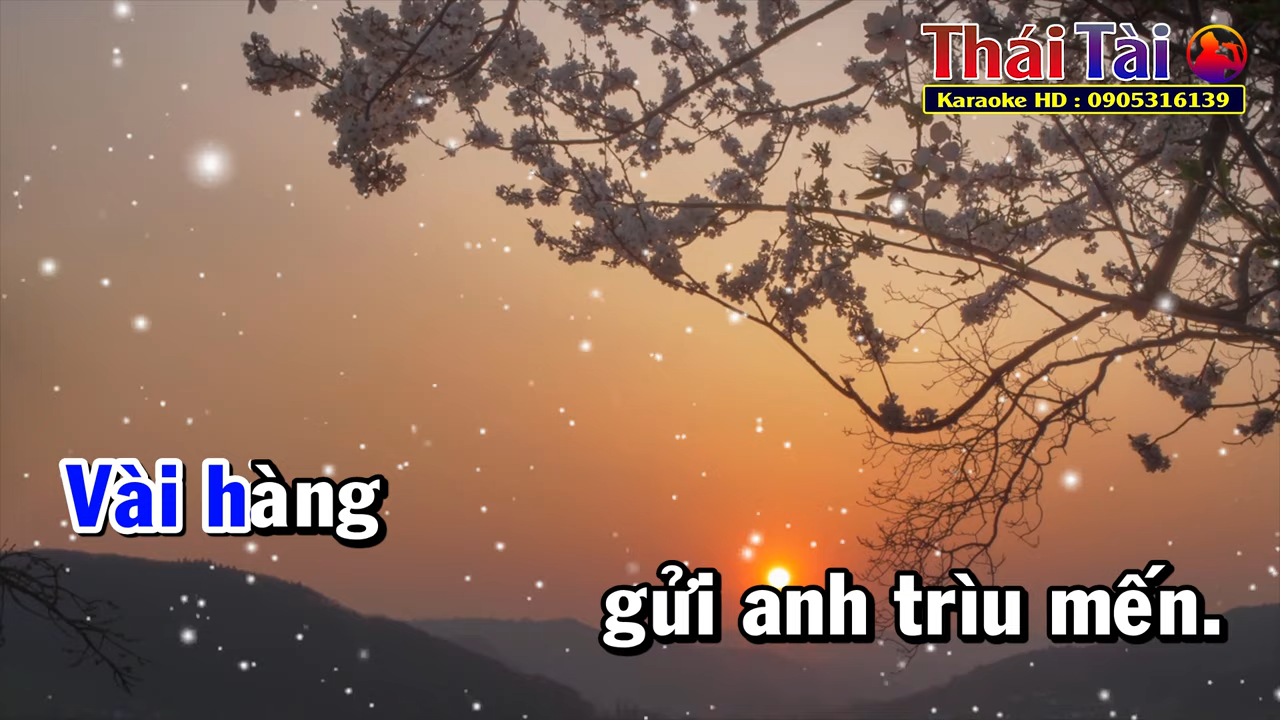 Thái Tài
Karaoke HD : 0905316139
Vài hàng
gửi anh trìu mến.